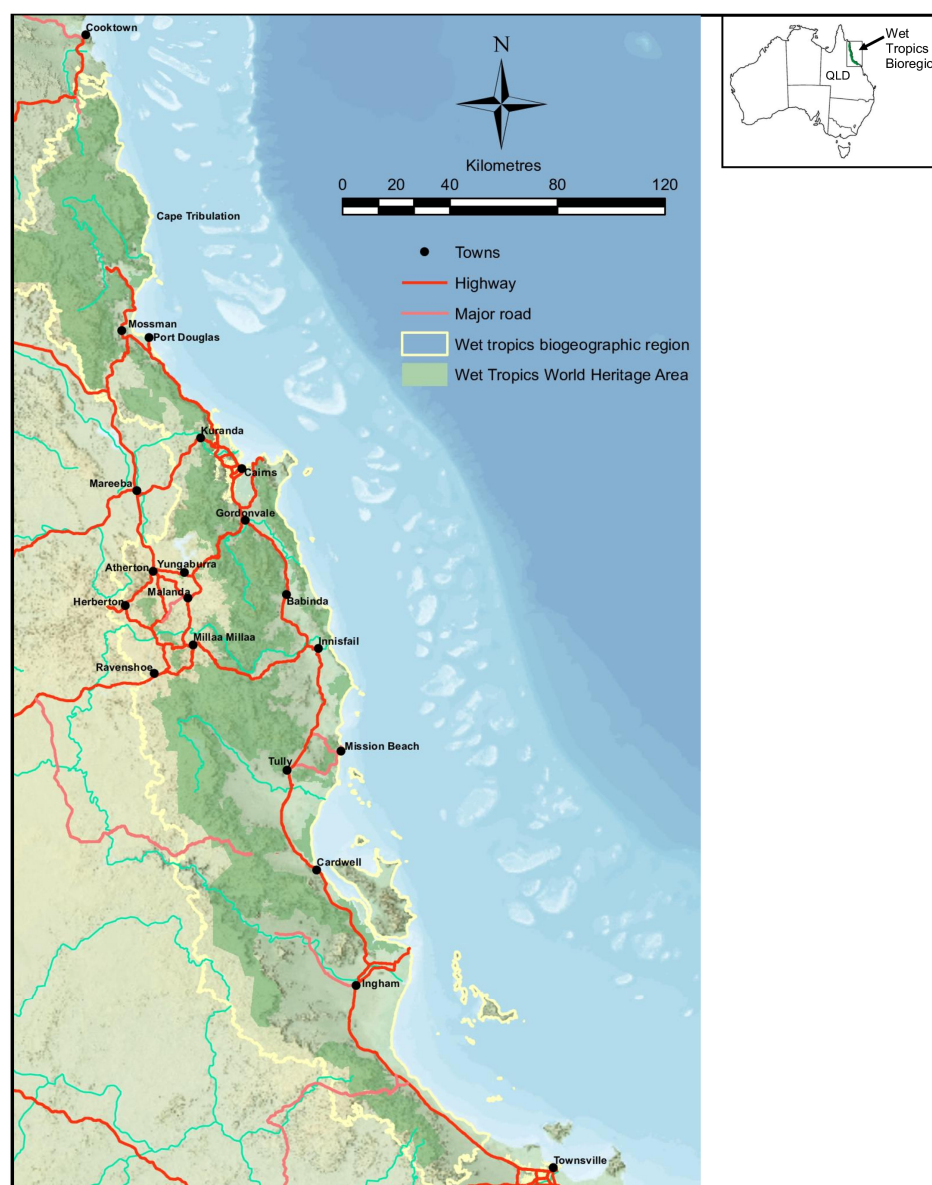 Cooktown
N
Wet
Tropics
Bioregion
QLD
Kilometres
0 20 40 80 120
Cape Tribulation
Towns
Highway
Major road
Wet tropics biogeographic region
Wet Tropics World Heritage Area
Mossman
Port Douglas
Kuranda
Cairns
Mareeba
Gordonvale
Atherton
Yungaburra
Malanda
Herberton
Babinda
Millaa Millaa
Innisfail
Ravenshoe
Mission Beach
Tully
Cardwell
Ingham
Townsville